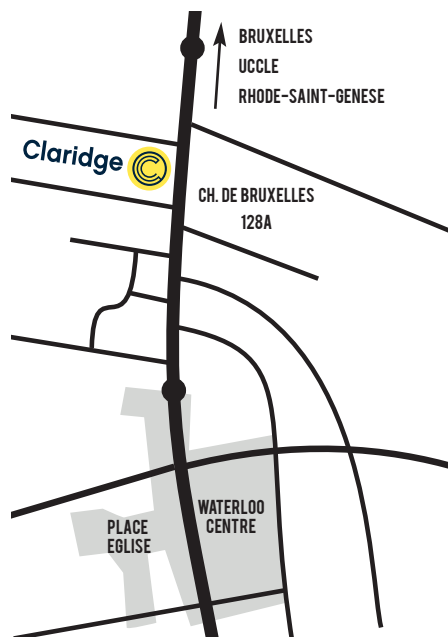 BRUXELLES
UCCLE
RHODE-SAINT-GENESE
Claridge
CH. DE BRUXELLES
128A
WATERLOO
CENTRE
PLACE
EGLISE